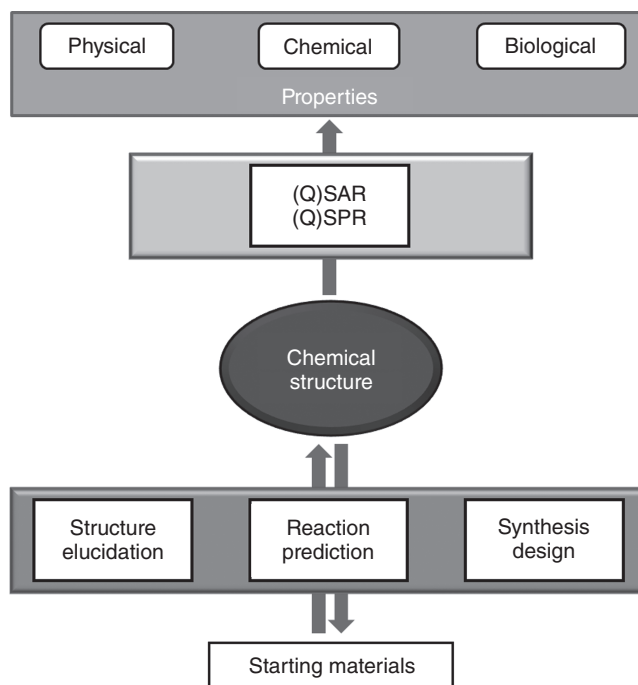 Physical
Chemical
Biological
Properties
(Q)SAR
(Q)SPR
Chemical
structure
Structure
elucidation
Reaction
prediction
Synthesis
design
Starting materials